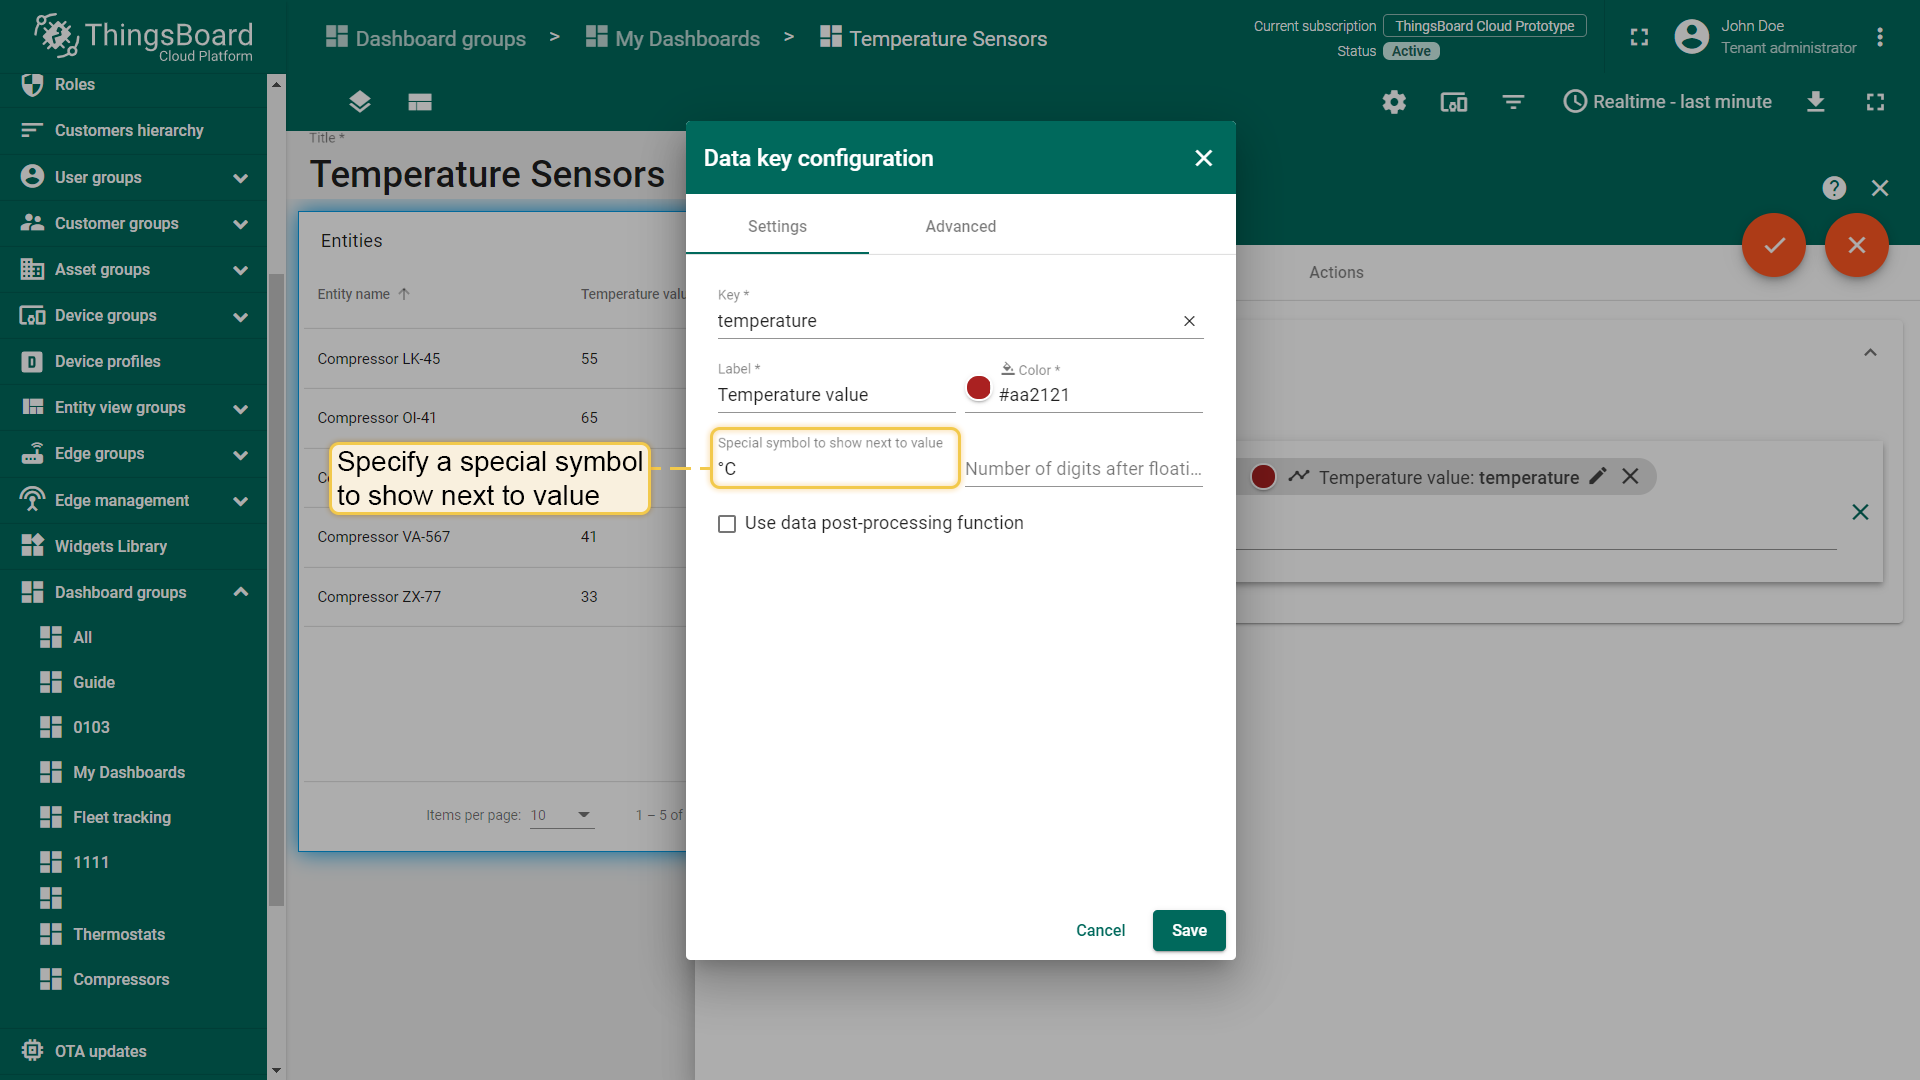 ThingsBoard
Cloud Platform
Dashboard groups > My Dashboards > Temperature Sensors
Current subscription ThingsBoard Cloud Prototype
Status Active
John Doe
Tenant administrator
Realtime - last minute
Roles
Customers hierarchy
User groups
Customer groups
Asset groups
Device groups
Device profiles
Entity view groups
Edge groups
Edge management
Widgets Library
Dashboard groups
All
Guide
0103
My Dashboards
Fleet tracking
1111
Thermostats
Compressors
OTA updates
Title *
Temperature Sensors
Entities
Entity name Temperature valu
Compressor LK-45 55
Compressor OI-41 65
Co
Compressor VA-567 41
Compressor ZX-77 33
Items per page: 10 1 – 5 of
Specify a special symbol
to show next to value
Data key configuration
Settings Advanced
Key *
temperature
Label *
Temperature value
Color *
#aa2121
Special symbol to show next to value
°C
Number of digits after floati...
Use data post-processing function
Cancel Save
Actions
Temperature value: temperature